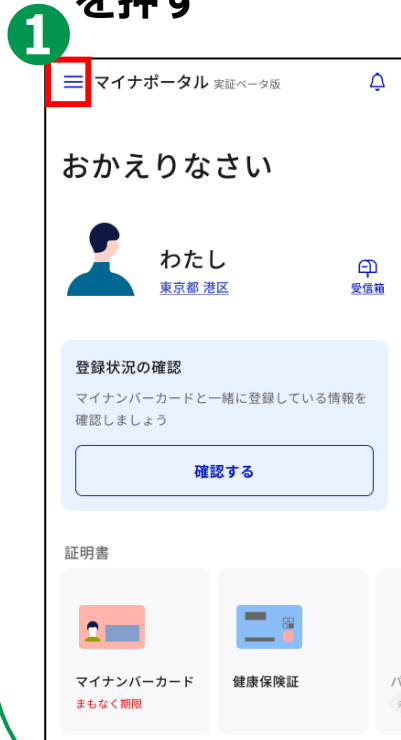 を押す
1
マイナポータル 実証ベータ版
おかえりなさい
わたし
東京都 港区
受信箱
登録状況の確認
マイナンバーカードと一緒に登録している情報を
確認しましょう
確認する
証明書
マイナンバーカード
まもなく期限
健康保険証